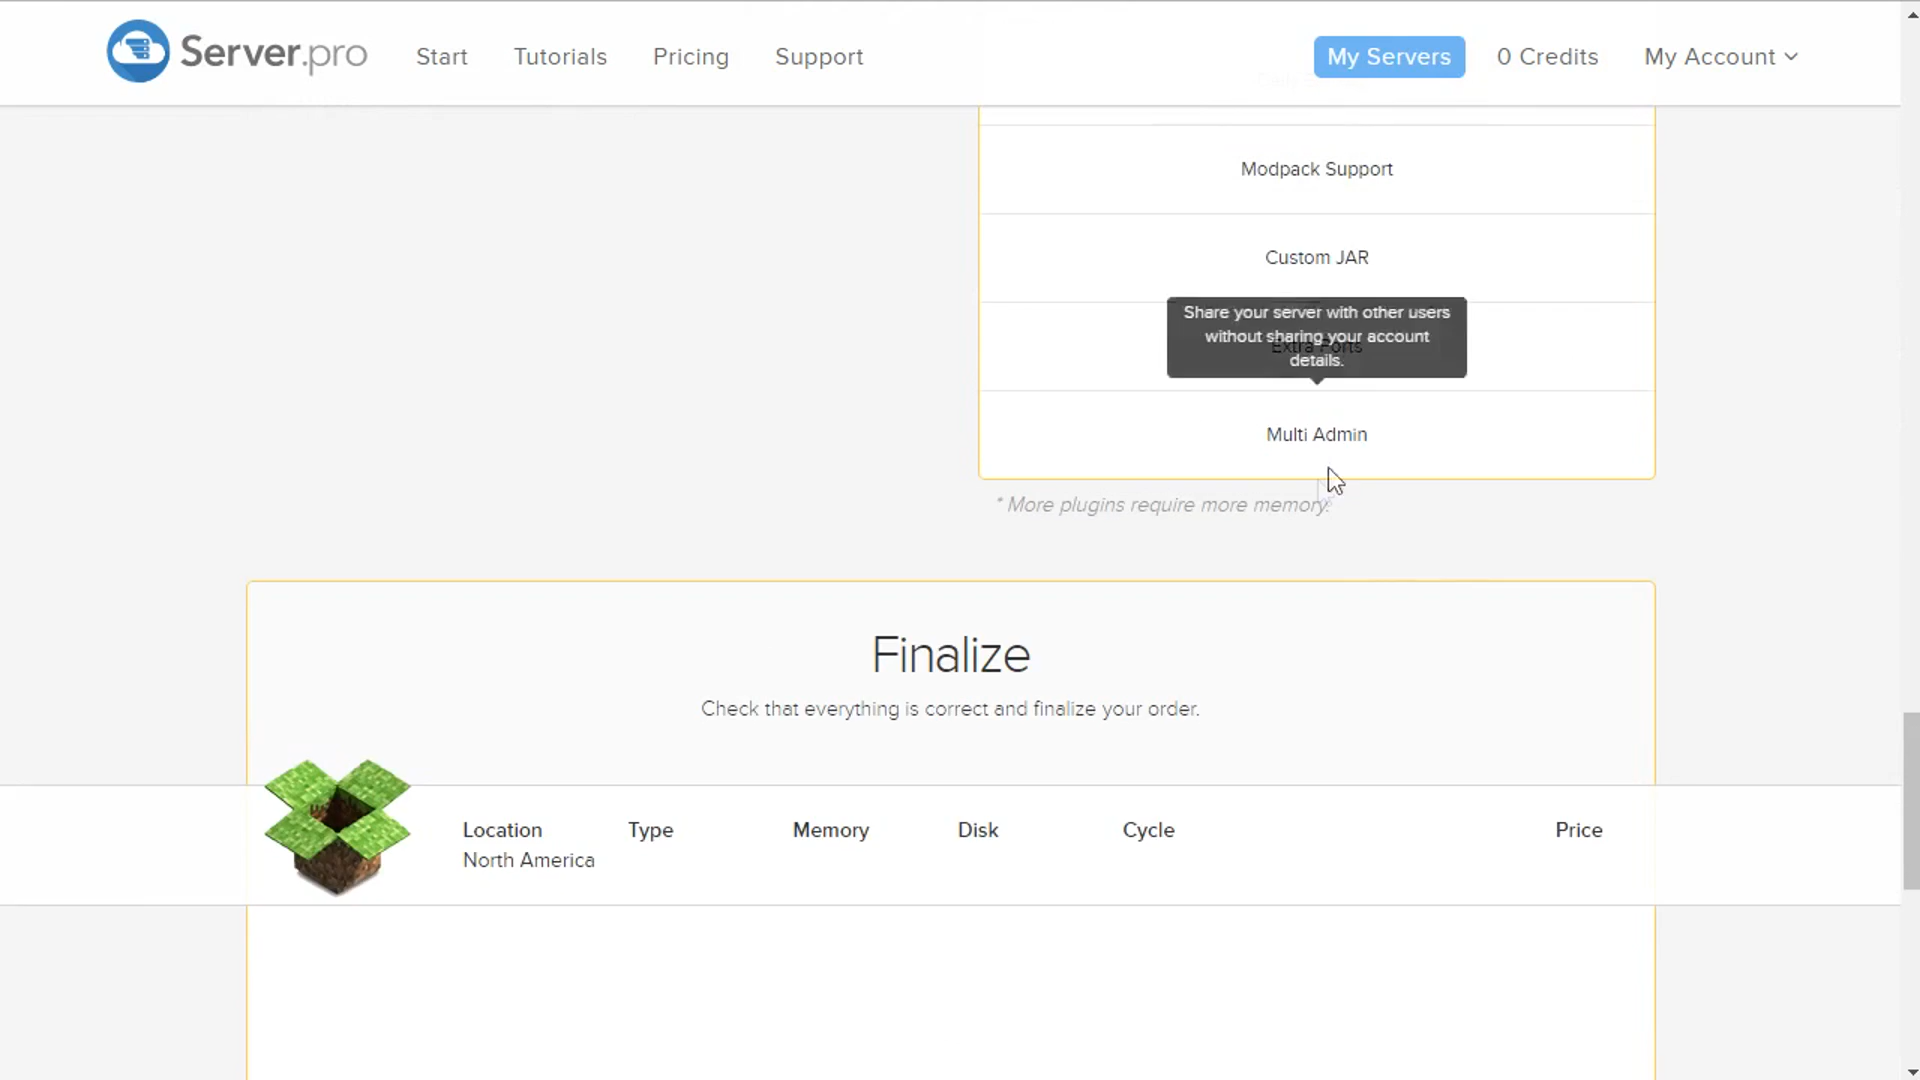 Server.pro Start Tutorials Pricing Support My Servers 0 Credits My Account
Modpack Support
Custom JAR
Share your server with other users
without sharing your account
details.
Extra Ports
Multi Admin
* More plugins require more memory.
Finalize
Check that everything is correct and finalize your order.
Location Type Memory Disk Cycle Price
North America